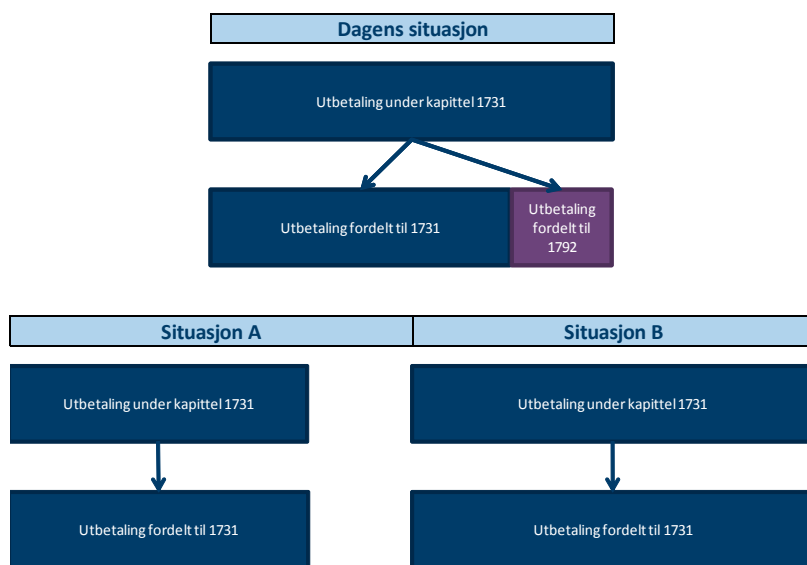 Dagens situasjon
Utbetaling under kapittel 1731
Utbetaling fordelt til 1731
Utbetaling
fordelt til
1792
Situasjon A
Situasjon B
Utbetaling under kapittel 1731
Utbetaling under kapittel 1731
Utbetaling fordelt til 1731
Utbetaling fordelt til 1731